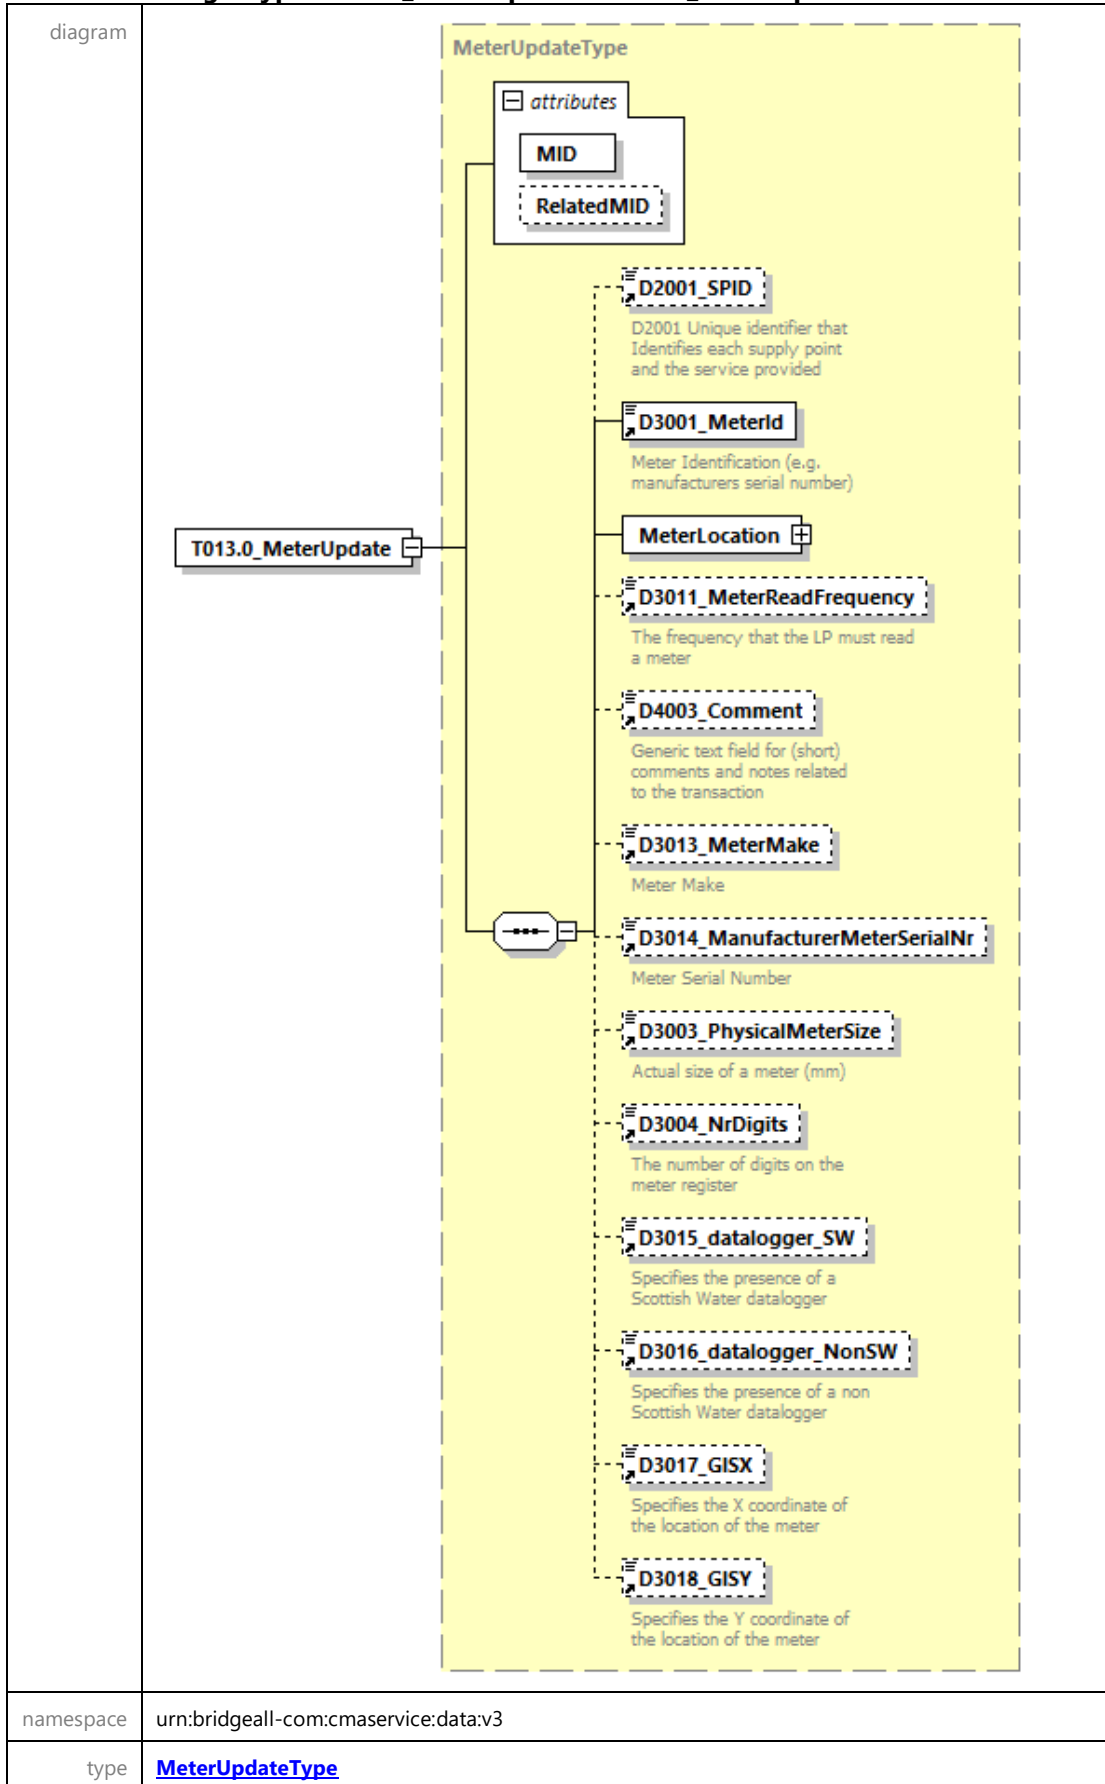 diagram
MeterUpdateType
attributes
MID
RelatedMID
D2001_SPID
D2001 Unique identifier that
Identifies each supply point
and the service provided
D3001_MeterId
Meter Identification (e.g.
manufacturers serial number)
MeterLocation
T013.0_MeterUpdate
D3011_MeterReadFrequency
The frequency that the LP must read
a meter
D4003_Comment
Generic text field for (short)
comments and notes related
to the transaction
D3013_MeterMake
Meter Make
D3014_ManufacturerMeterSerialNr
Meter Serial Number
D3003_PhysicalMeterSize
Actual size of a meter (mm)
D3004_NrDigits
The number of digits on the
meter register
D3015_datalogger_SW
Specifies the presence of a
Scottish Water datalogger
D3016_datalogger_NonSW
Specifies the presence of a non
Scottish Water datalogger
D3017_GISX
Specifies the X coordinate of
the location of the meter
D3018_GISY
Specifies the Y coordinate of
the location of the meter
namespace urn:bridgeall-com:cmaservice:data:v3
type MeterUpdateType